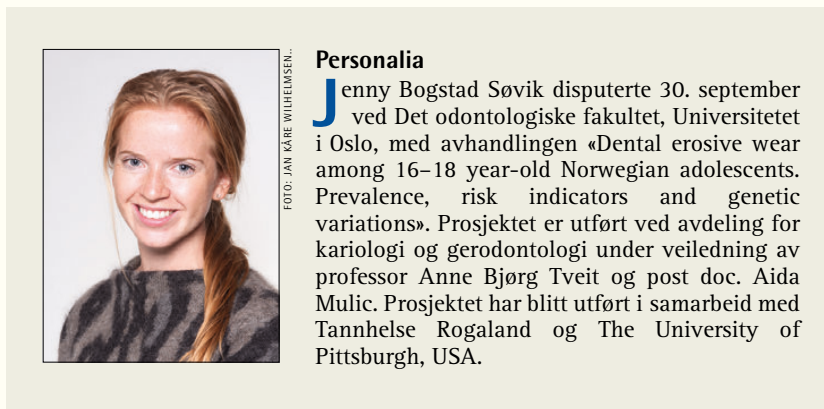 Personalia
Jenny Bogstad Søvik disputerte 30. september
ved Det odontologiske fakultet, Universitetet
i Oslo, med avhandlingen «Dental erosive wear
among 16–18 year-old Norwegian adolescents.
Prevalence, risk indicators and genetic
variations». Prosjektet er utført ved avdeling for
kariologi og gerodontologi under veiledning av
professor Anne Bjørg Tveit og post doc. Aida
Mulic. Prosjektet har blitt utført i samarbeid med
Tannhelse Rogaland og The University of
Pittsburgh, USA.
FOTO: JAN KÅRE WILHELMSEN..